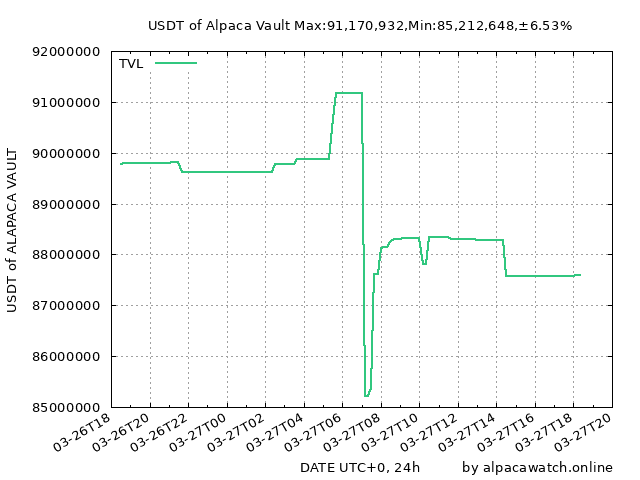 USDT of Alpaca Vault Max:91,170,932,Min:85,212,648,±6.53%
TVL
92000000
91000000
90000000
89000000
88000000
87000000
86000000
85000000
USDT of ALAPACA VAULT
03-26T18
03-26T20
03-26T22
03-27T00
03-27T02
03-27T04
03-27T06
03-27T08
03-27T10
03-27T12
03-27T14
03-27T16
03-27T18
03-27T20
DATE UTC+0, 24h
by alpacawatch.online